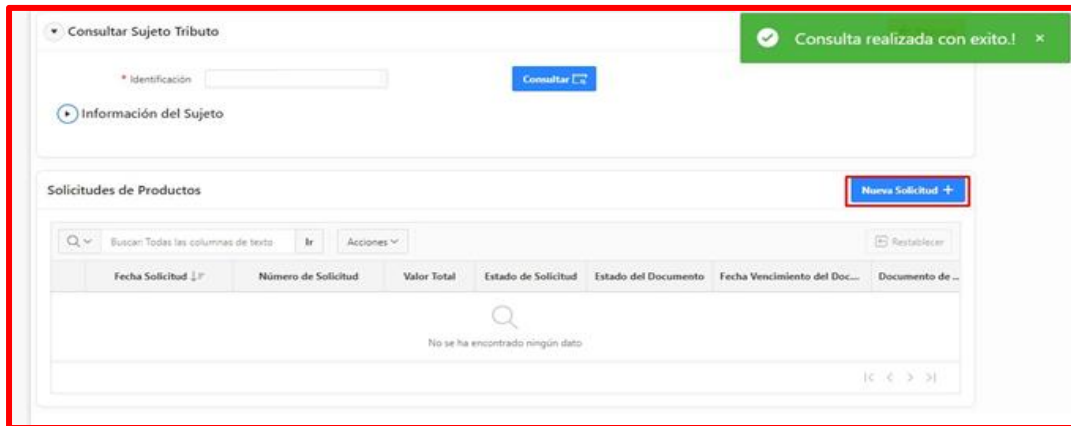 Consultar Sujeto Tributo
Consulta realizada con exito.!
* Identificación
Consultar
Información del Sujeto
Solicitudes de Productos
Nueva Solicitud +
Buscar: Todas las columnas de texto
Ir
Acciones
Restablecer
Fecha Solicitud
Número de Solicitud
Valor Total
Estado de Solicitud
Estado del Documento
Fecha Vencimiento del Doc...
Documento de ...
No se ha encontrado ningún dato